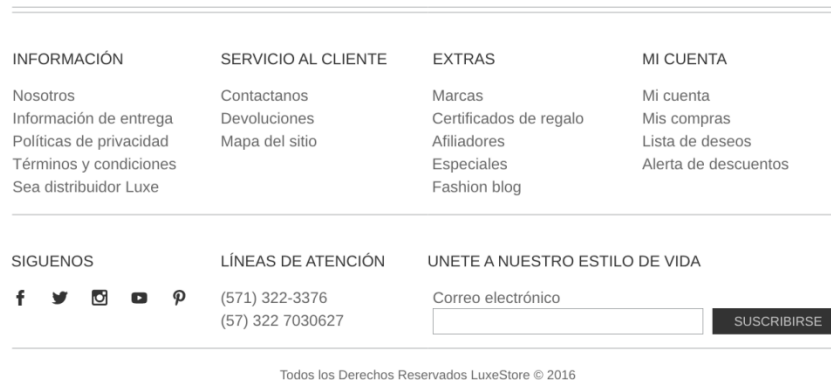 INFORMACIÓN
Nosotros
Información de entrega
Políticas de privacidad
Términos y condiciones
Sea distribuidor Luxe
SERVICIO AL CLIENTE
Contactanos
Devoluciones
Mapa del sitio
EXTRAS
Marcas
Certificados de regalo
Afiliadores
Especiales
Fashion blog
MI CUENTA
Mi cuenta
Mis compras
Lista de deseos
Alerta de descuentos
SIGUENOS
LÍNEAS DE ATENCIÓN
(571) 322-3376
(57) 322 7030627
UNETE A NUESTRO ESTILO DE VIDA
Correo electrónico
SUSCRIBIRSE
Todos los Derechos Reservados LuxeStore © 2016